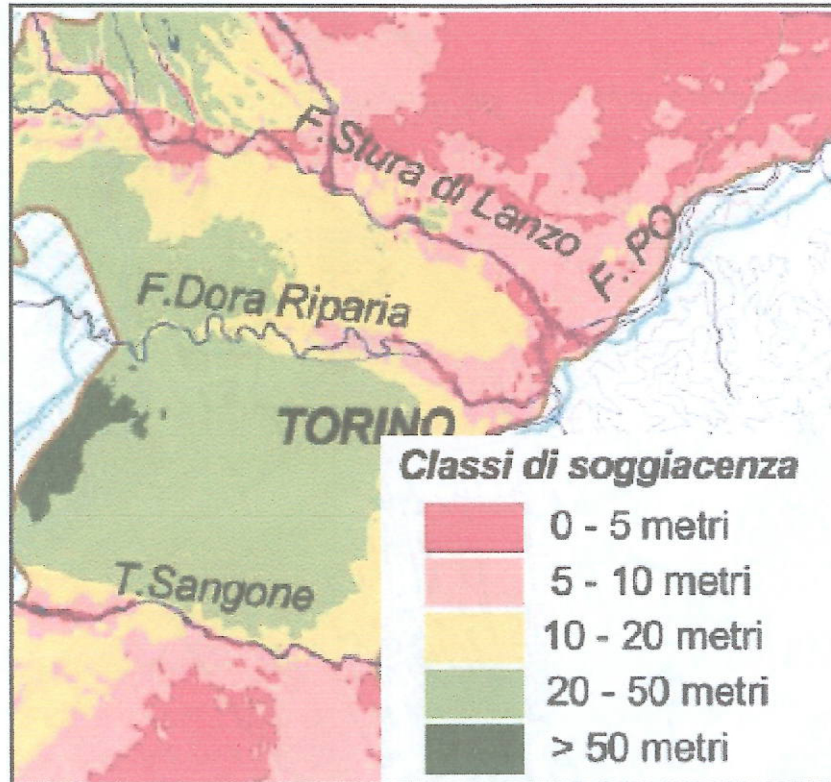 F.Stura di Lanzo
F. PO
F.Dora Riparia
TORINO
T.Sangone
Classi di soggiacenza
0 - 5 metri
5 - 10 metri
10 - 20 metri
20 - 50 metri
> 50 metri